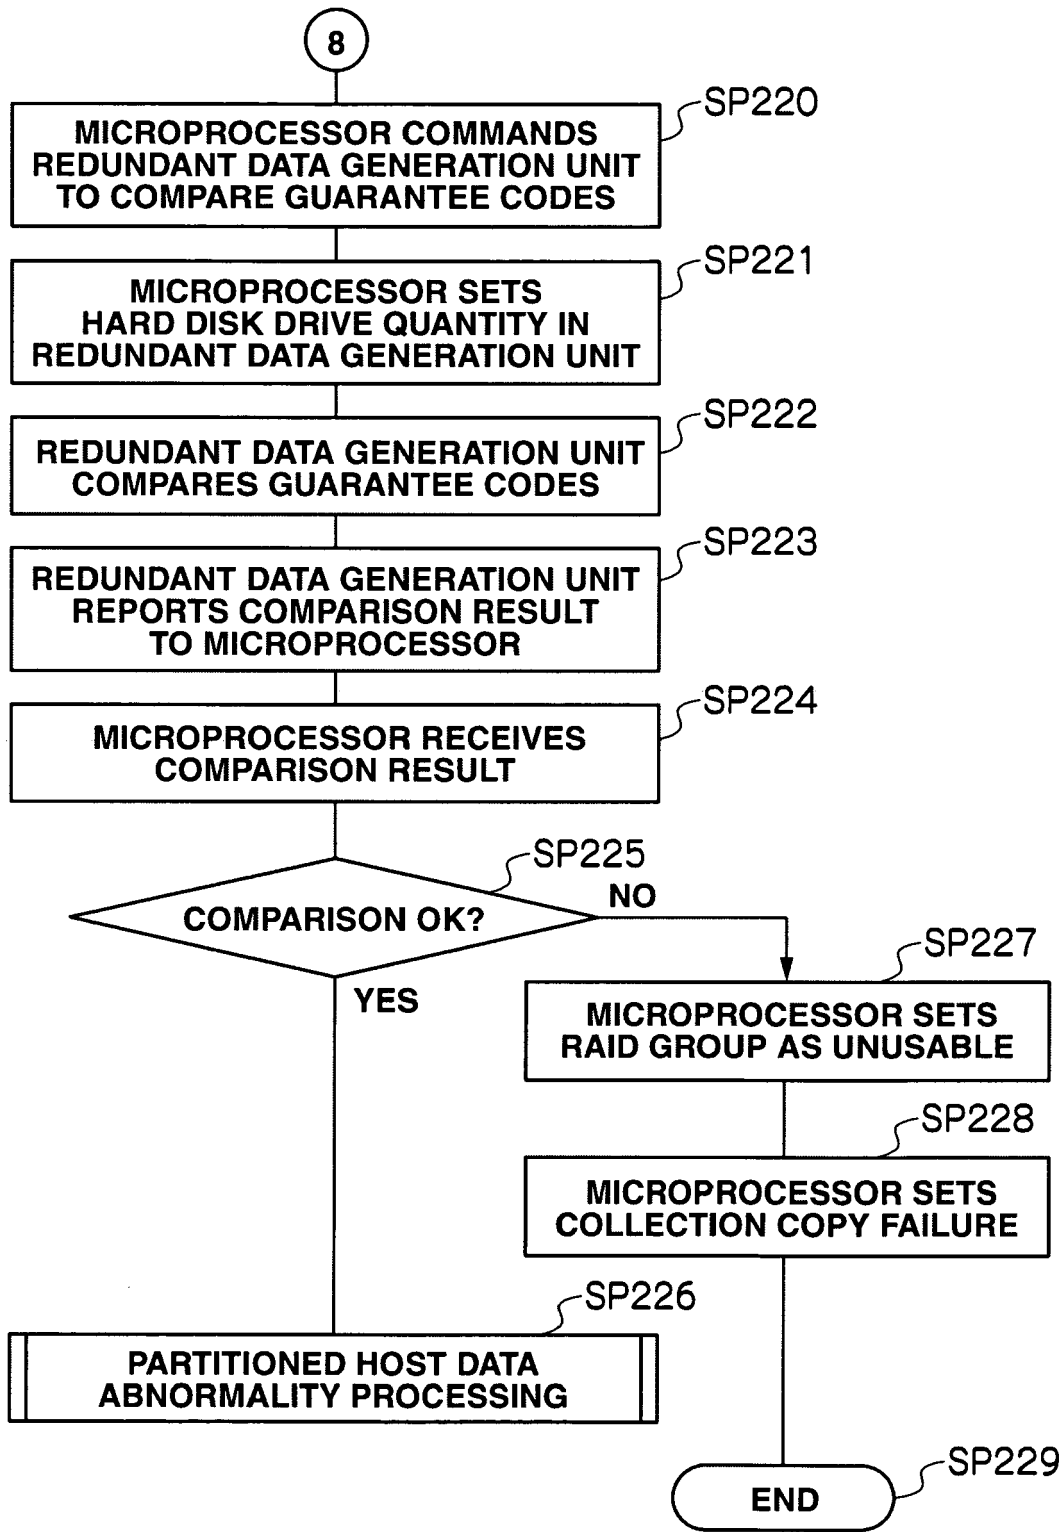 8
SP220
MICROPROCESSOR COMMANDS
REDUNDANT DATA GENERATION UNIT
TO COMPARE GUARANTEE CODES
SP221
MICROPROCESSOR SETS
HARD DISK DRIVE QUANTITY IN
REDUNDANT DATA GENERATION UNIT
SP222
REDUNDANT DATA GENERATION UNIT
COMPARES GUARANTEE CODES
SP223
REDUNDANT DATA GENERATION UNIT
REPORTS COMPARISON RESULT
TO MICROPROCESSOR
SP224
MICROPROCESSOR RECEIVES
COMPARISON RESULT
SP225
COMPARISON OK?
NO
YES
SP227
MICROPROCESSOR SETS
RAID GROUP AS UNUSABLE
SP228
MICROPROCESSOR SETS
COLLECTION COPY FAILURE
SP226
PARTITIONED HOST DATA
ABNORMALITY PROCESSING
SP229
END